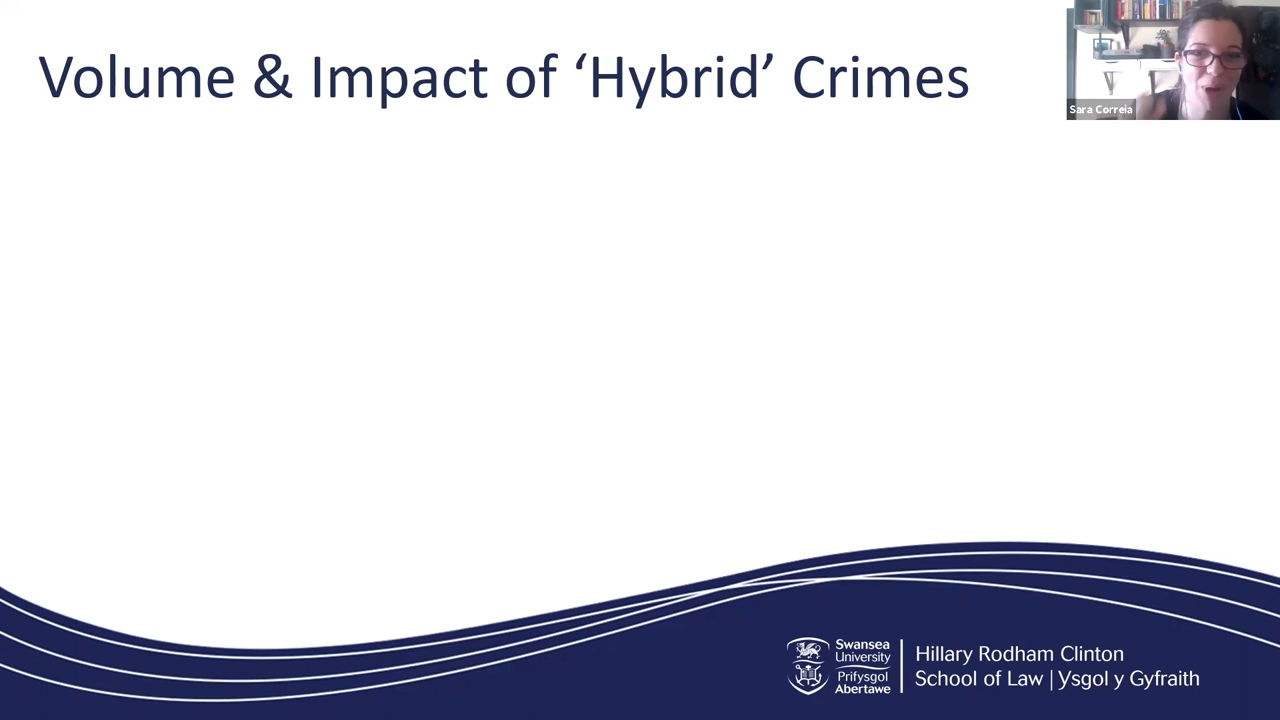 Volume & Impact of ‘Hybrid’ Crimes
Sara Correia
Swansea
University
Prifysgol
Abertawe
Hillary Rodham Clinton
School of Law | Ysgol y Gyfraith